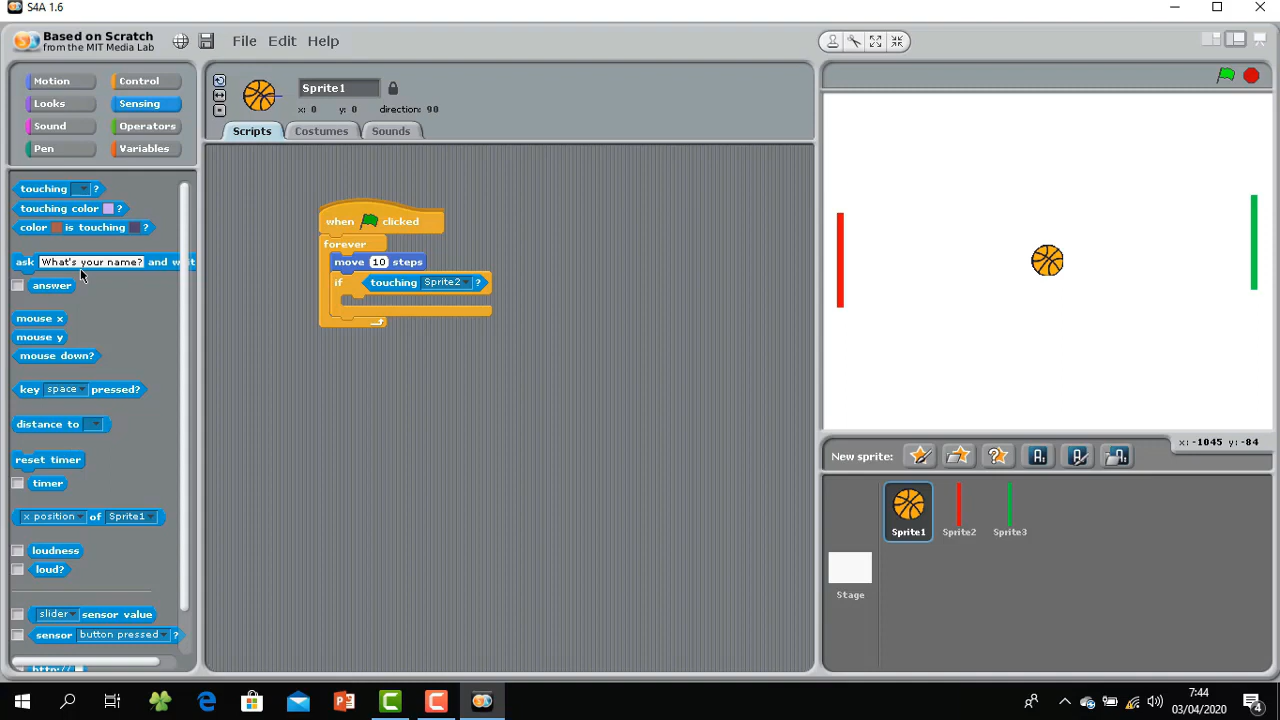 S4A 1.6
Based on Scratch
from the MIT Media Lab
File Edit Help
Motion Control
Looks Sensing
Sound Operators
Pen Variables
Sprite1
x: 0 y: 0 direction: 90
Scripts Costumes Sounds
touching ?
touching color ?
color is touching ?
ask What's your name? and wait
answer
mouse x
mouse y
mouse down?
key space pressed?
distance to
reset timer
timer
x position of Sprite1
loudness
loud?
slider sensor value
sensor button pressed ?
http://
when clicked
forever
move 10 steps
if touching Sprite2 ?
x: -1045 y: -84
New sprite:
Sprite1 Sprite2 Sprite3
Stage
7:44
03/04/2020
4